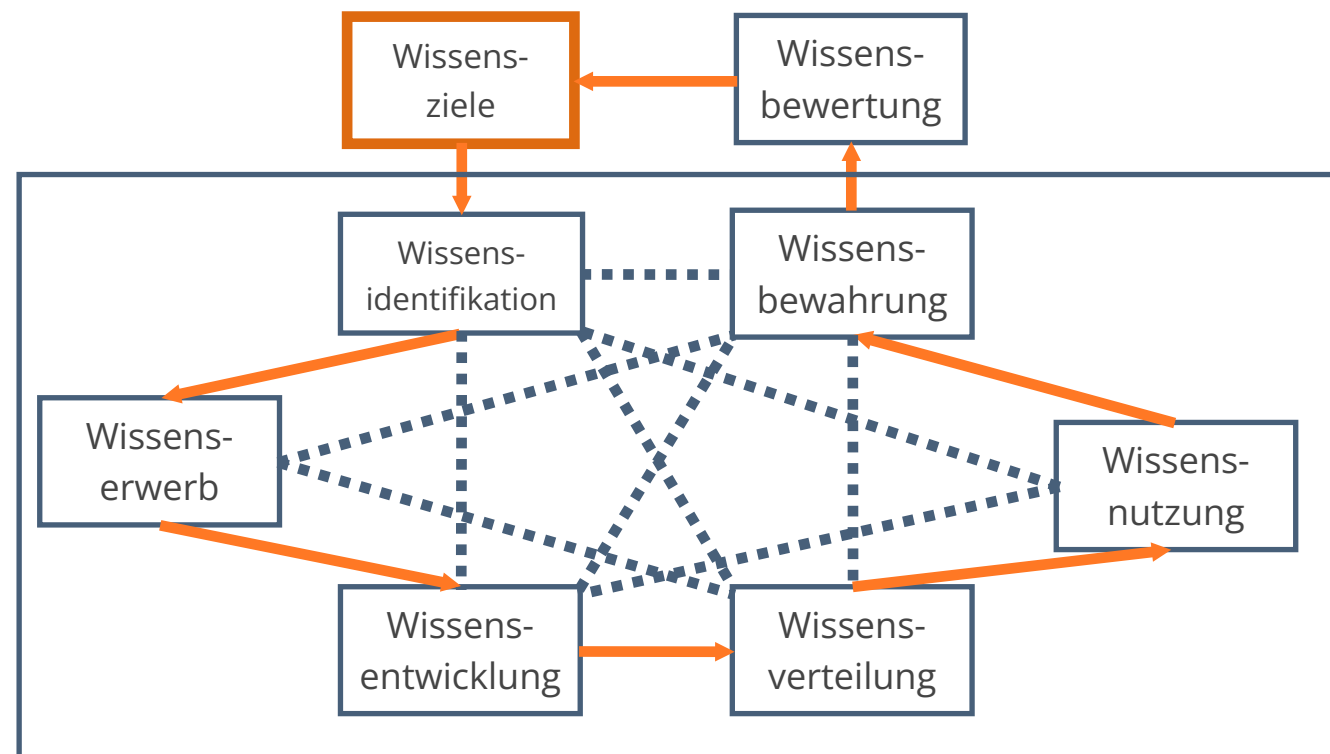 Wissens-
ziele
Wissens-
bewertung
Wissens-
identifikation
Wissens-
bewahrung
Wissens-
erwerb
Wissens-
nutzung
Wissens-
entwicklung
Wissens-
verteilung